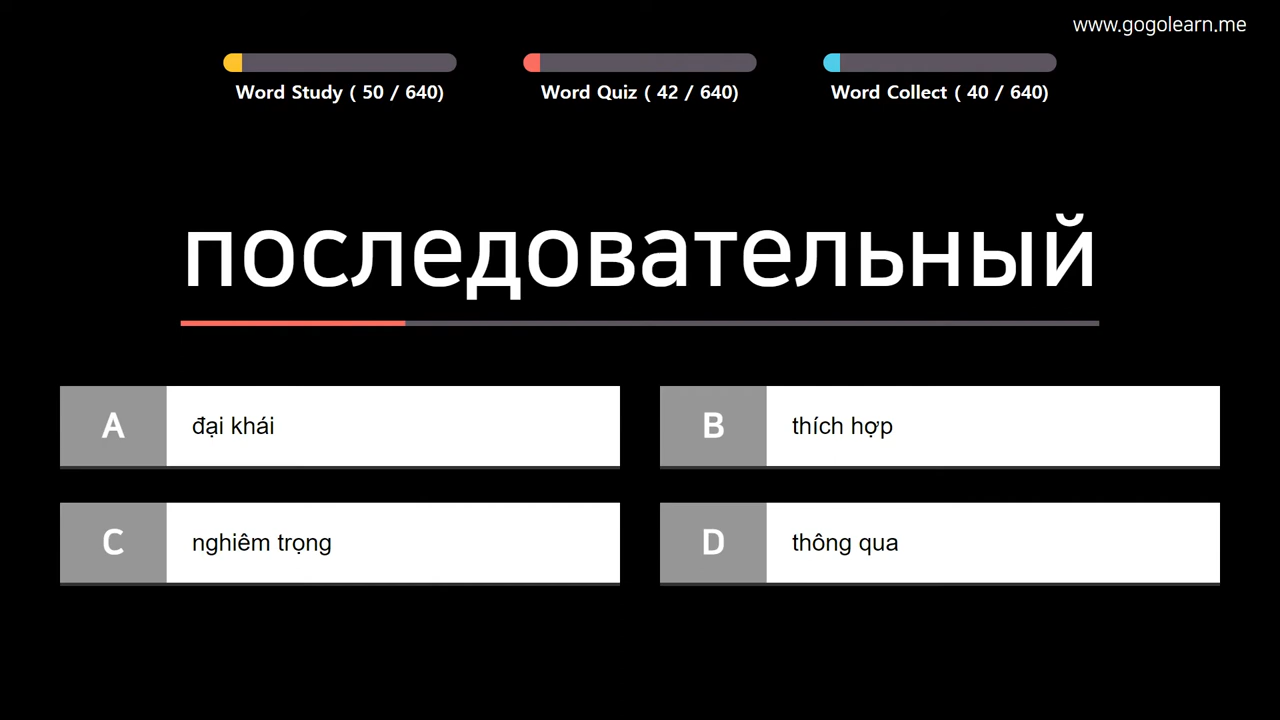 www.gogolearn.me
Word Study ( 50 / 640)
Word Quiz ( 42 / 640)
Word Collect ( 40 / 640)
последовательный
A đại khái
B thích hợp
C nghiêm trọng
D thông qua